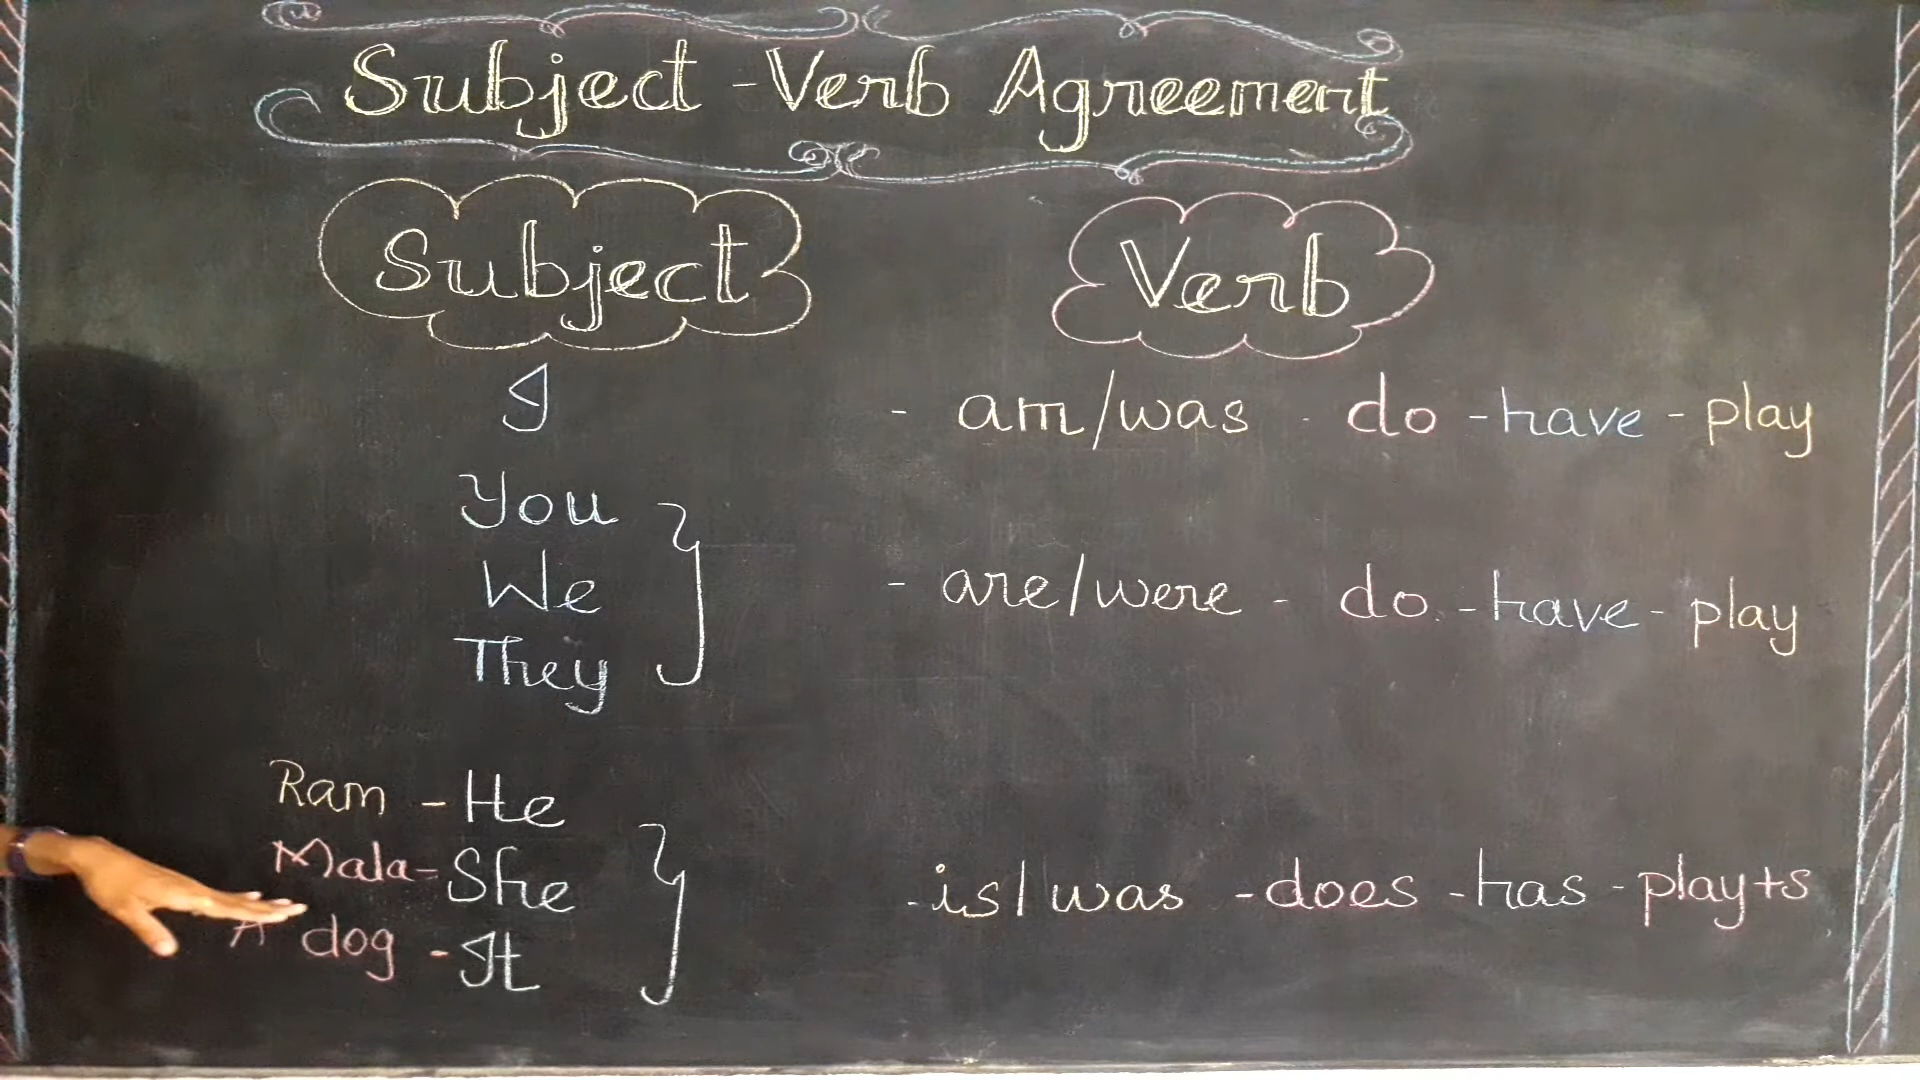 Subject - Verb Agreement
Subject Verb
I - am/was - do - have - play
You
We - are/were - do - have - play
They
Ram - He
Mala - She - is/was - does - has - play+s
A dog - It